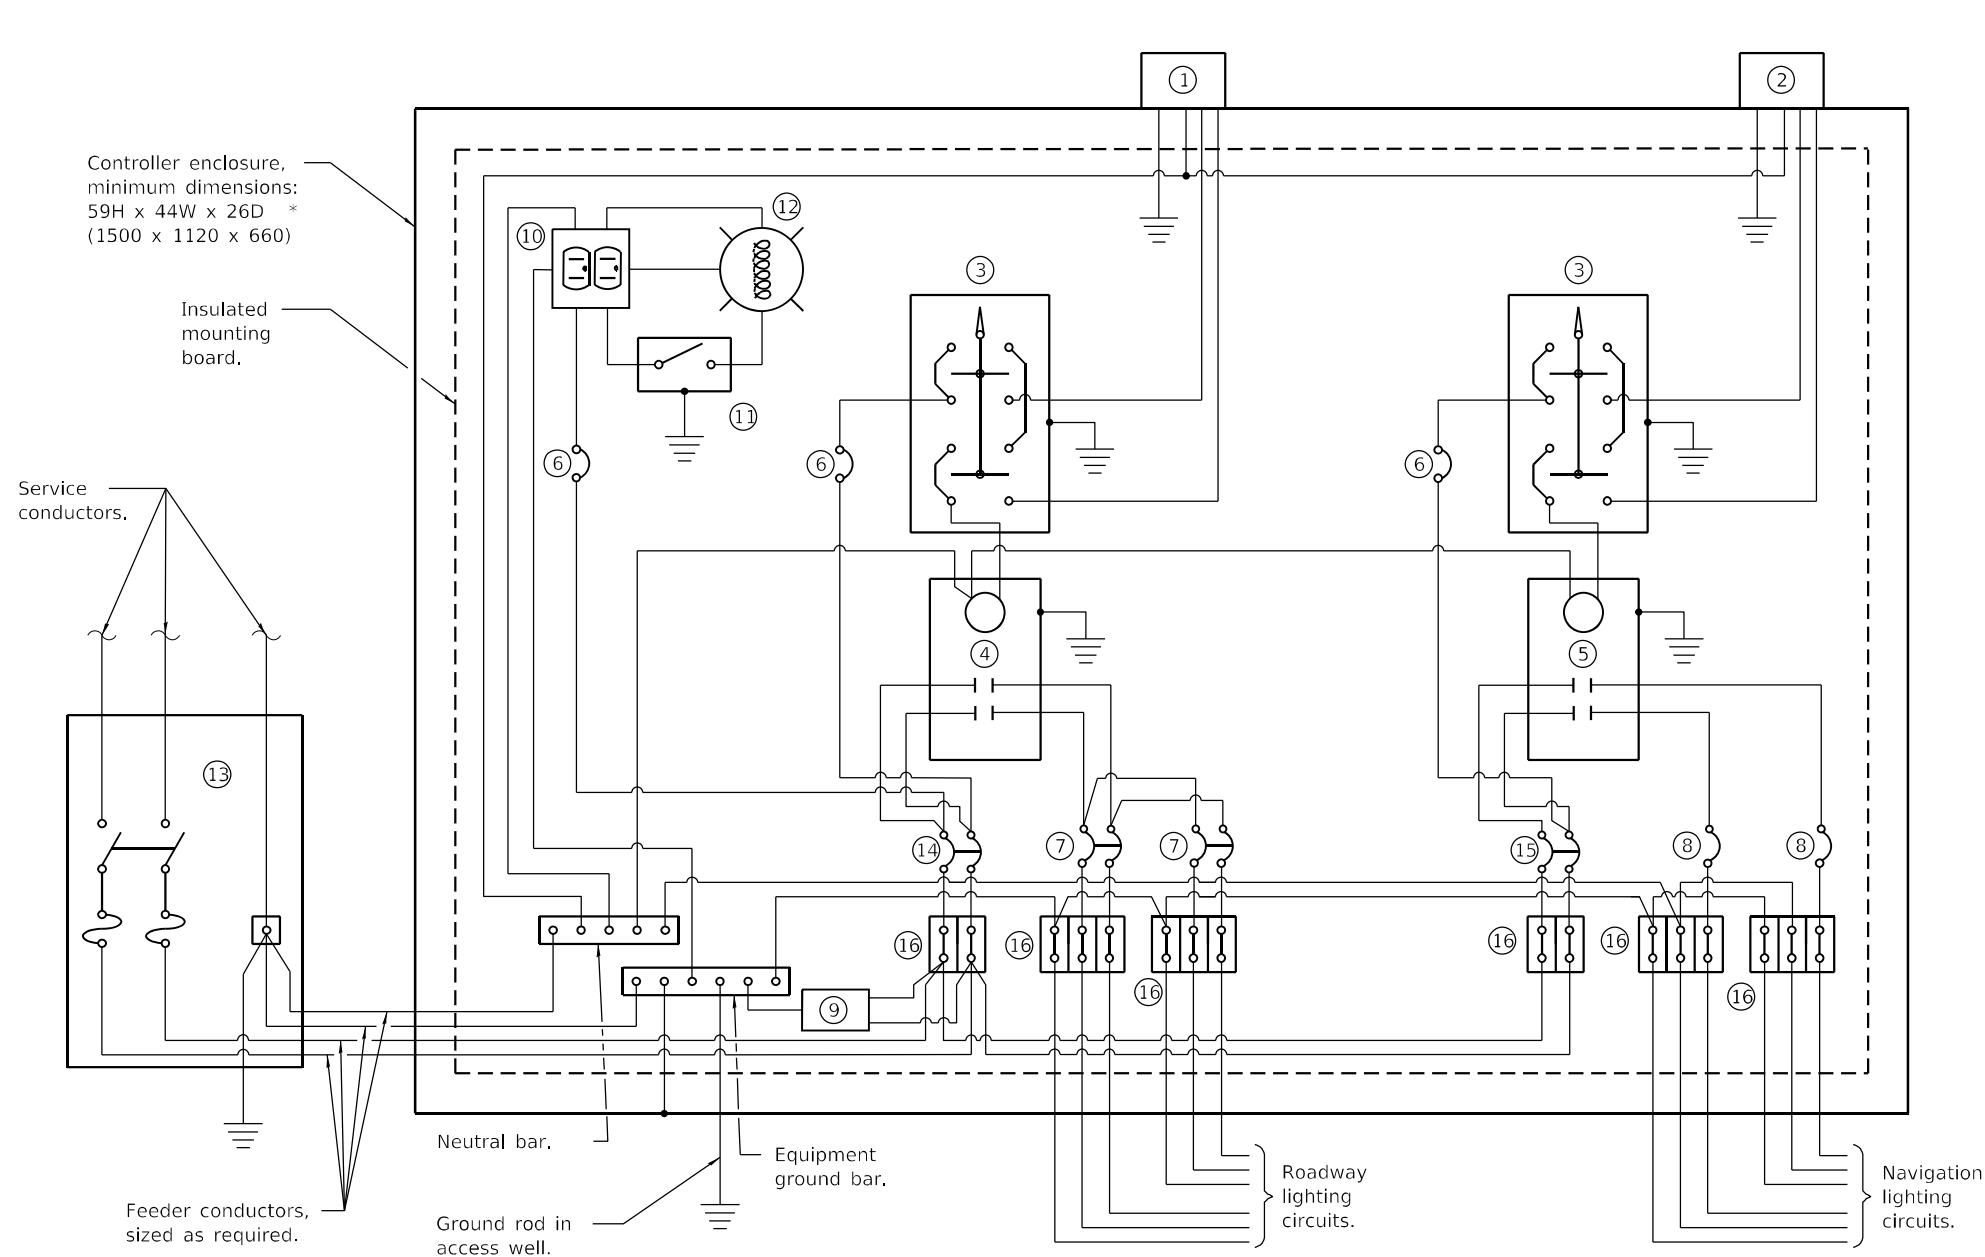 1
2
Controller enclosure,
minimum dimensions:
59H x 44W x 26D *
(1500 x 1120 x 660)
12
10
3
3
Insulated
mounting
board.
11
6
6
6
Service
conductors.
4
5
13
14
7
7
15
8
8
16
16
16
16
16
16
9
Neutral bar.
Equipment
ground bar.
Feeder conductors,
sized as required.
Ground rod in
access well.
Roadway
lighting
circuits.
Navigation
lighting
circuits.